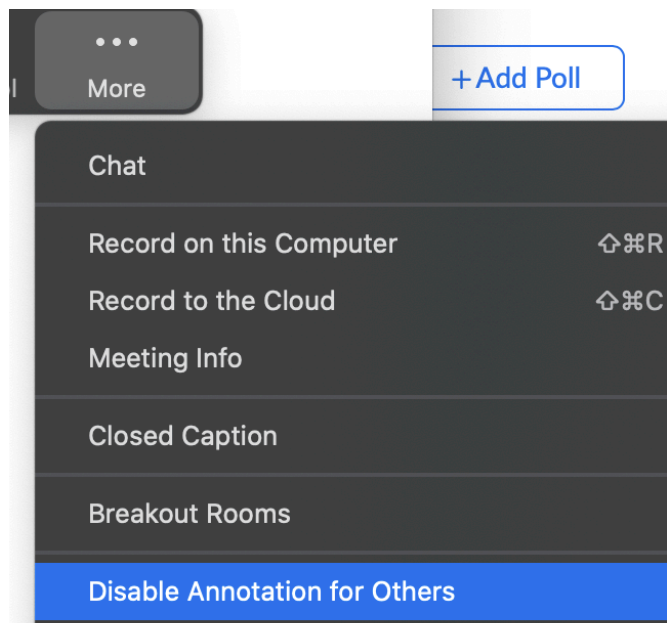 +Add Poll
More
Chat
Record on this Computer ⇧⌘R
Record to the Cloud ⇧⌘C
Meeting Info
Closed Caption
Breakout Rooms
Disable Annotation for Others